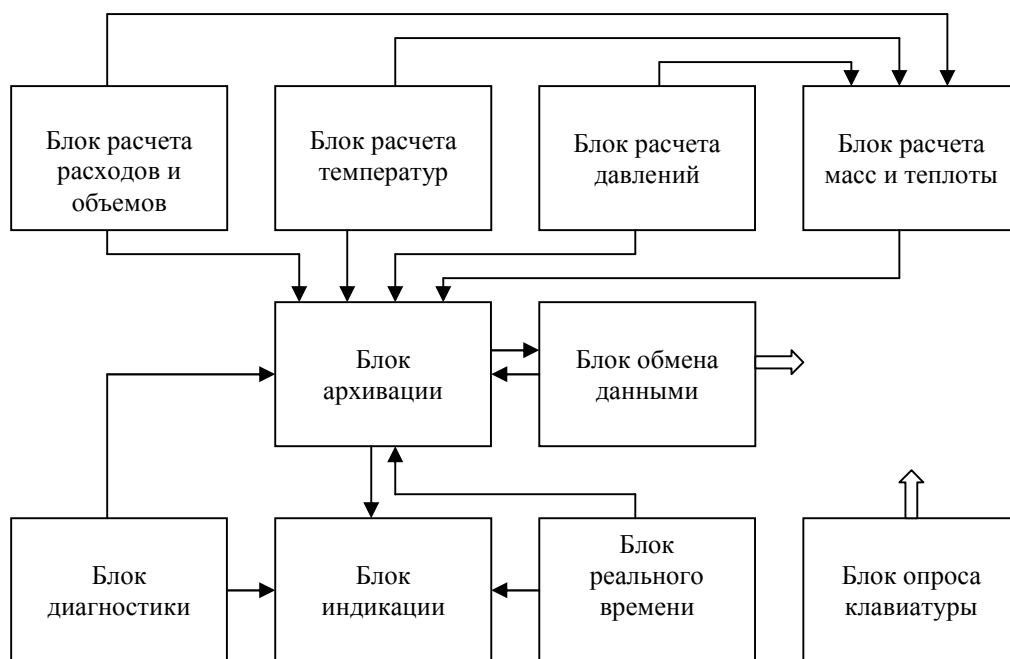 Блок расчета
расходов и
объемов
Блок расчета
температур
Блок расчета
давлений
Блок расчета
масс и теплоты
Блок
архивации
Блок обмена
данными
Блок
диагностики
Блок
индикации
Блок
реального
времени
Блок опроса
клавиатуры